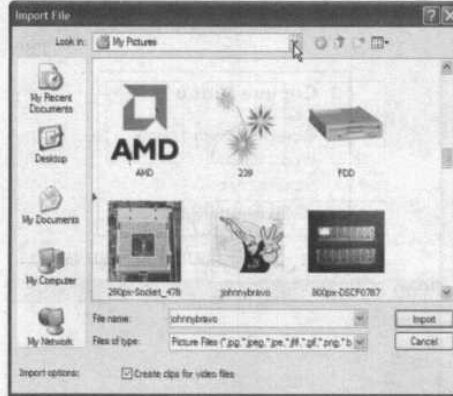 Import File
Look in: My Pictures
My Recent Documents
Desktop
My Documents
My Computer
My Network
AMD
AMD
239
FDD
280px-Socket_478
johnnybravo
800px-DSCF0787
File name: johnnybravo
Files of type: Picture Files (*.jpg,*.jpeg,*.jpe,*.jfif,*.gif,*.png,*.b
Import
Cancel
Import options: Create clips for video files